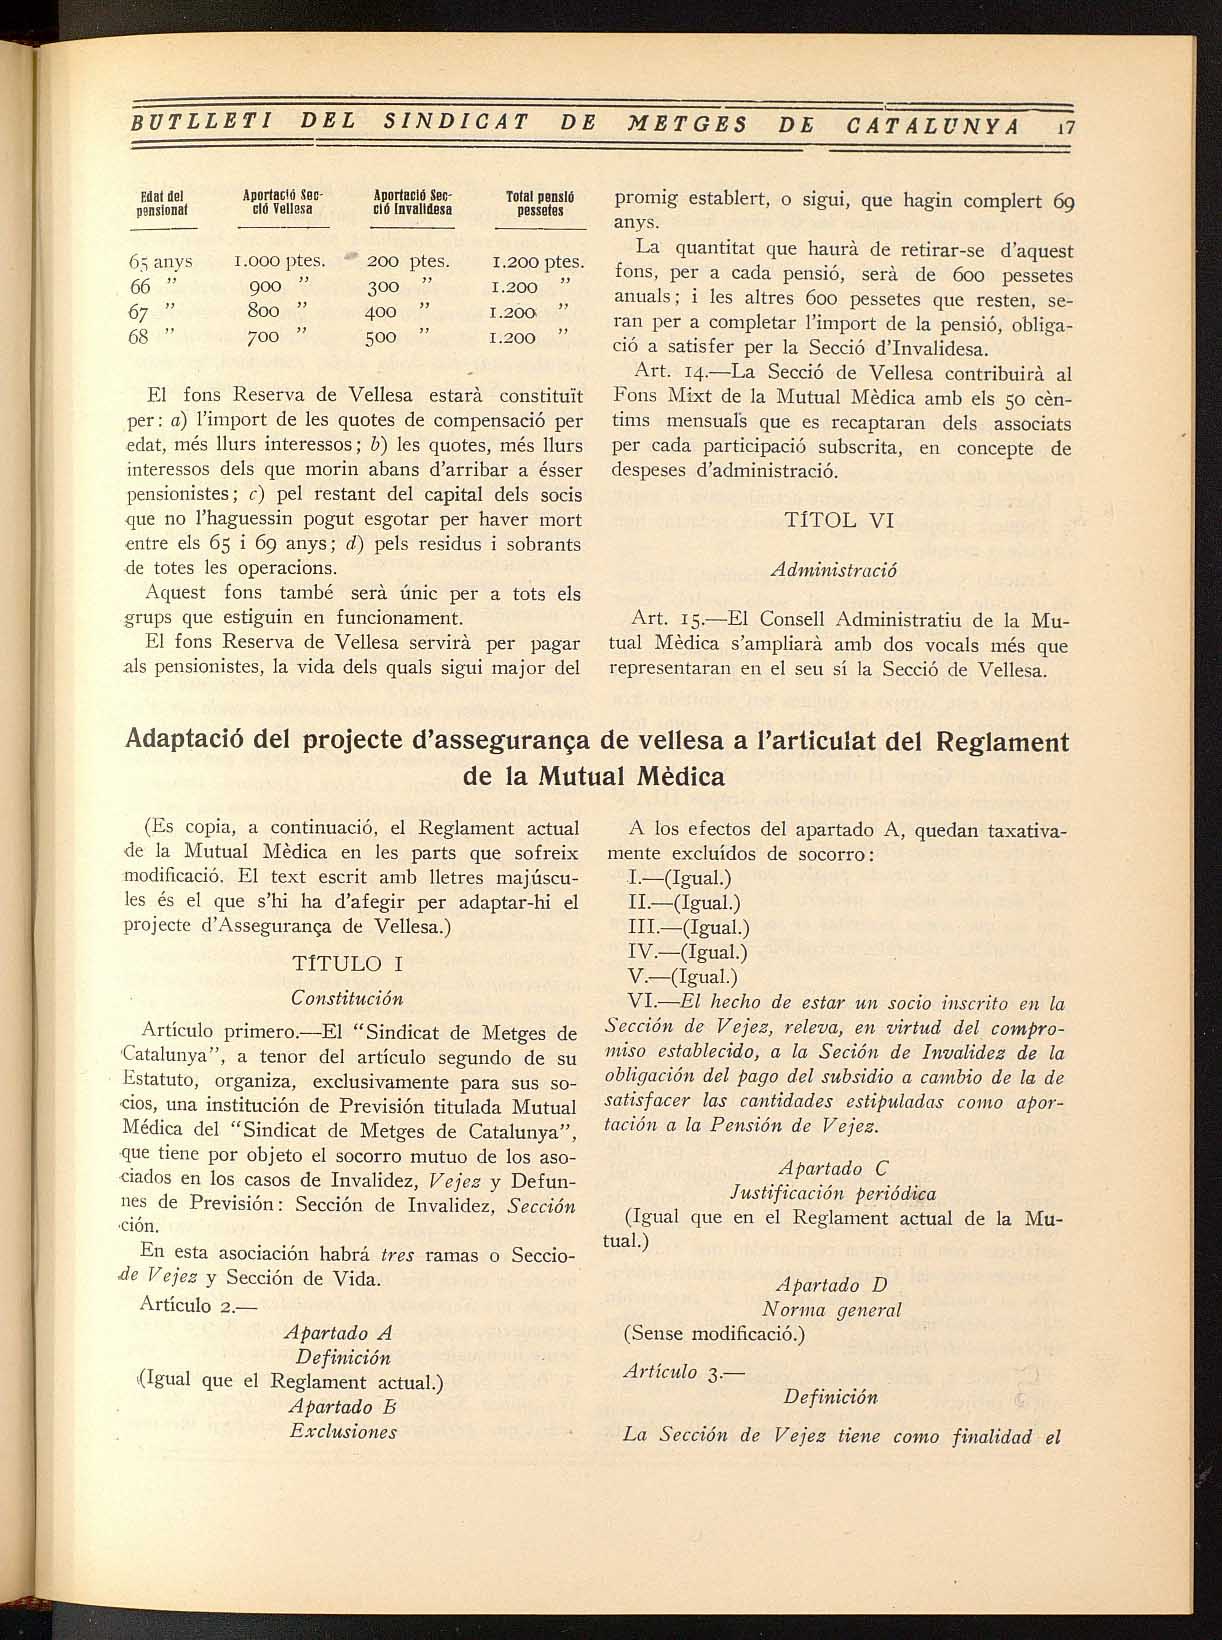 BUTLLETI DEL SINDICAT DE METGES DE CATALUNYA 17
Edat del pensionat Aportació Sec- Aportació Sec- Total pensió
ció Vellesa ció Invalidesa pessetes
65 anys 1.000 ptes. 200 ptes. 1.200 ptes.
66 " 900 " 300 " 1.200 "
67 " 800 " 400 " 1.200 "
68 " 700 " 500 " 1.200 "
El fons Reserva de Vellesa estarà constituït
per: a) l'import de les quotes de compensació per
edat, més llurs interessos; b) les quotes, més llurs
interessos dels que morin abans d'arribar a ésser
pensionistes; c) pel restant del capital dels socis
que no l'haguessin pogut esgotar per haver mort
entre els 65 i 69 anys; d) pels residus i sobrants
de totes les operacions.
Aquest fons també serà únic per a tots els
grups que estiguin en funcionament.
El fons Reserva de Vellesa servirà per pagar
als pensionistes, la vida dels quals sigui major del
promig establert, o sigui, que hagin complert 69
anys.
La quantitat que haurà de retirar-se d'aquest
fons, per a cada pensió, serà de 600 pessetes
anuals; i les altres 600 pessetes que resten, se-
ran per a completar l'import de la pensió, obliga-
ció a satisfer per la Secció d'Invalidesa.
Art. 14.—La Secció de Vellesa contribuirà al
Fons Mixt de la Mutual Mèdica amb els 50 cèn-
tims mensuals que es recaptaran dels associats
per cada participació subscrita, en concepte de
despeses d'administració.
TÍTOL VI
Administració
Art. 15.—El Consell Administratiu de la Mu-
tual Mèdica s'ampliarà amb dos vocals més que
representaran en el seu sí la Secció de Vellesa.
Adaptació del projecte d'assegurança de vellesa a l'articulat del Reglament
de la Mutual Mèdica
(Es copia, a continuació, el Reglament actual
de la Mutual Mèdica en les parts que sofreix
modificació. El text escrit amb lletres majúscu-
les és el que s'hi ha d'afegir per adaptar-hi el
projecte d'Assegurança de Vellesa.)
TÍTULO I
Constitución
Artículo primero.—El "Sindicat de Metges de
Catalunya", a tenor del artículo segundo de su
Estatuto, organiza, exclusivamente para sus so-
cios, una institución de Previsión titulada Mutual
Médica del "Sindicat de Metges de Catalunya",
que tiene por objeto el socorro mutuo de los aso-
ciados en los casos de Invalidez, Vejez y Defun-
nes de Previsión: Sección de Invalidez, Sección
ción.
En esta asociación habrá tres ramas o Seccio-
de Vejez y Sección de Vida.
Artículo 2.—
Apartado A
Definición
(Igual que el Reglament actual.)
Apartado B
Exclusiones
A los efectos del apartado A, quedan taxativa-
mente excluídos de socorro:
I.—(Igual.)
II.—(Igual.)
III.—(Igual.)
IV.—(Igual.)
V.—(Igual.)
VI.—El hecho de estar un socio inscrito en la
Sección de Vejez, releva, en virtud del compro-
miso establecido, a la Seción de Invalidez de la
obligación del pago del subsidio a cambio de la de
satisfacer las cantidades estipuladas como apor-
tación a la Pensión de Vejez.
Apartado C
Justificación periódica
(Igual que en el Reglament actual de la Mu-
tual.)
Apartado D
Norma general
(Sense modificació.)
Artículo 3.—
Definición
La Sección de Vejez tiene como finalidad el